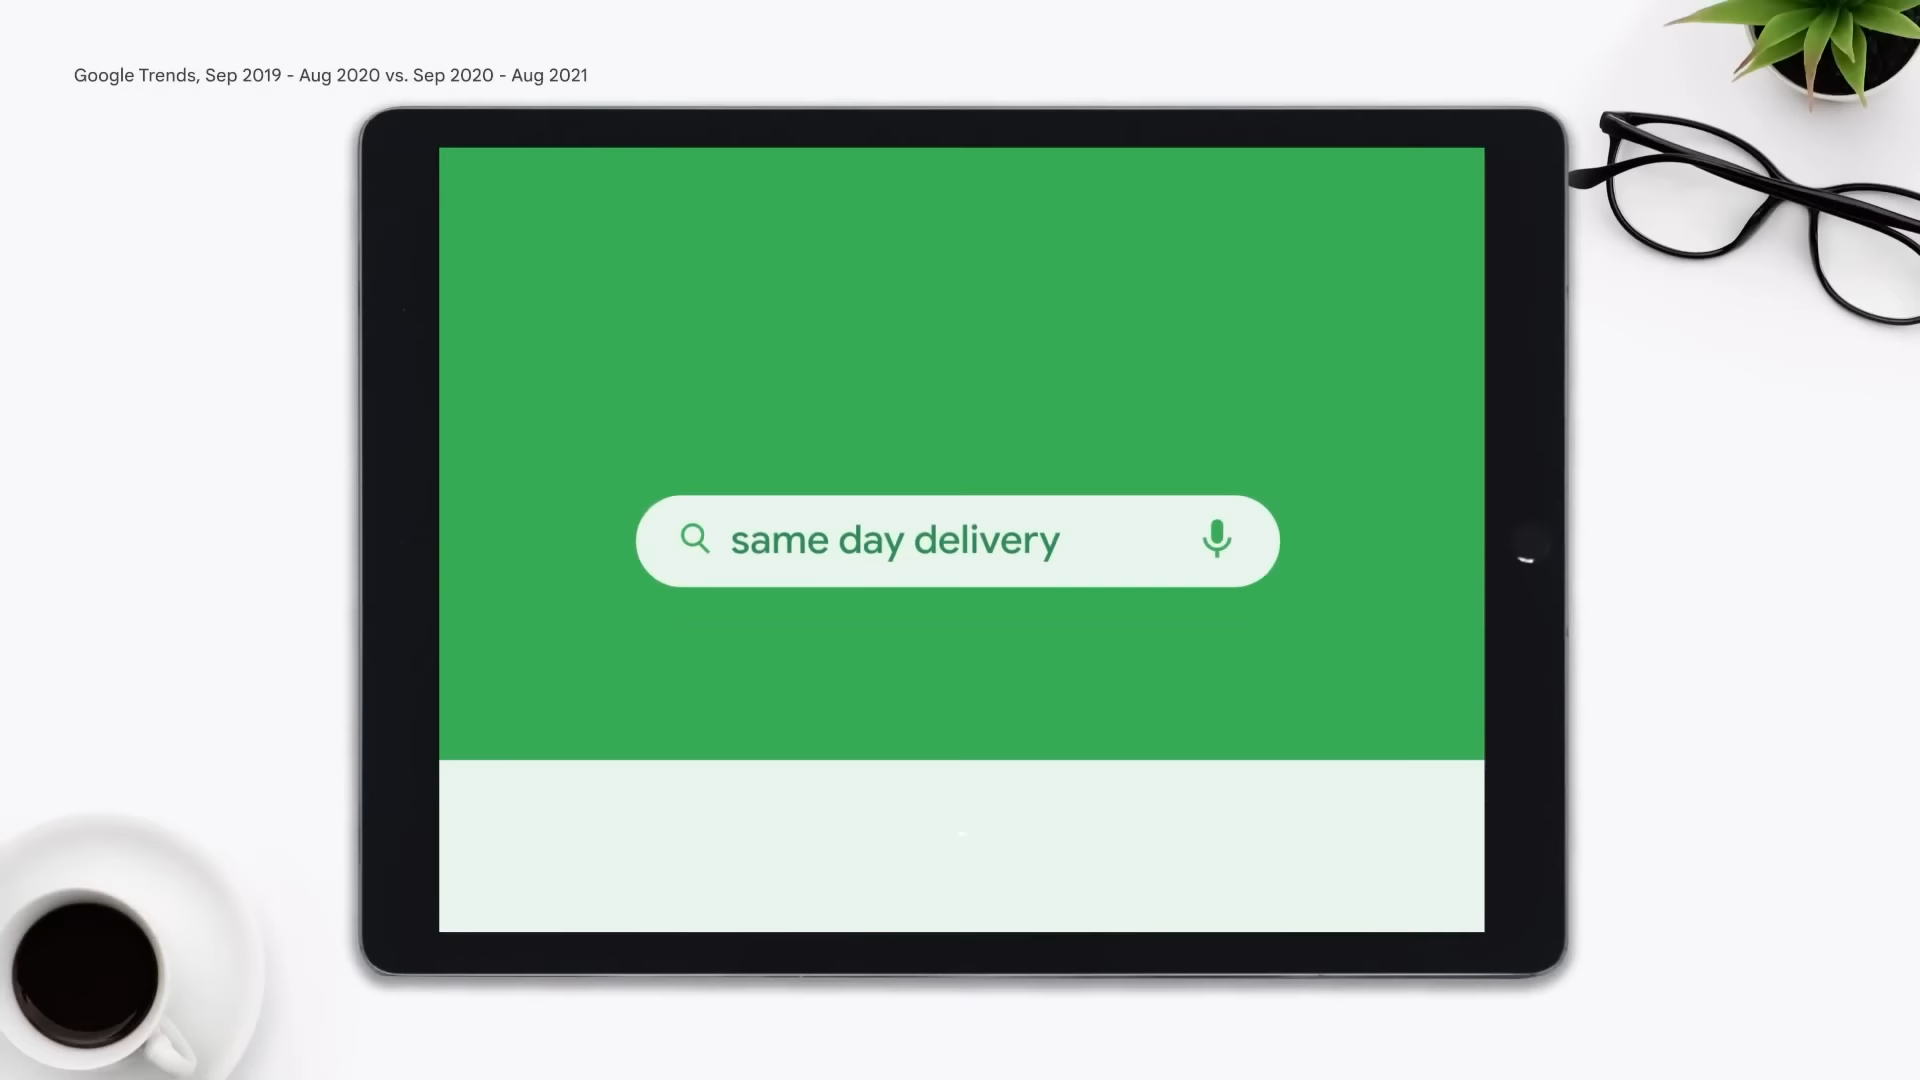 Google Trends, Sep 2019 - Aug 2020 vs. Sep 2020 - Aug 2021
same day delivery